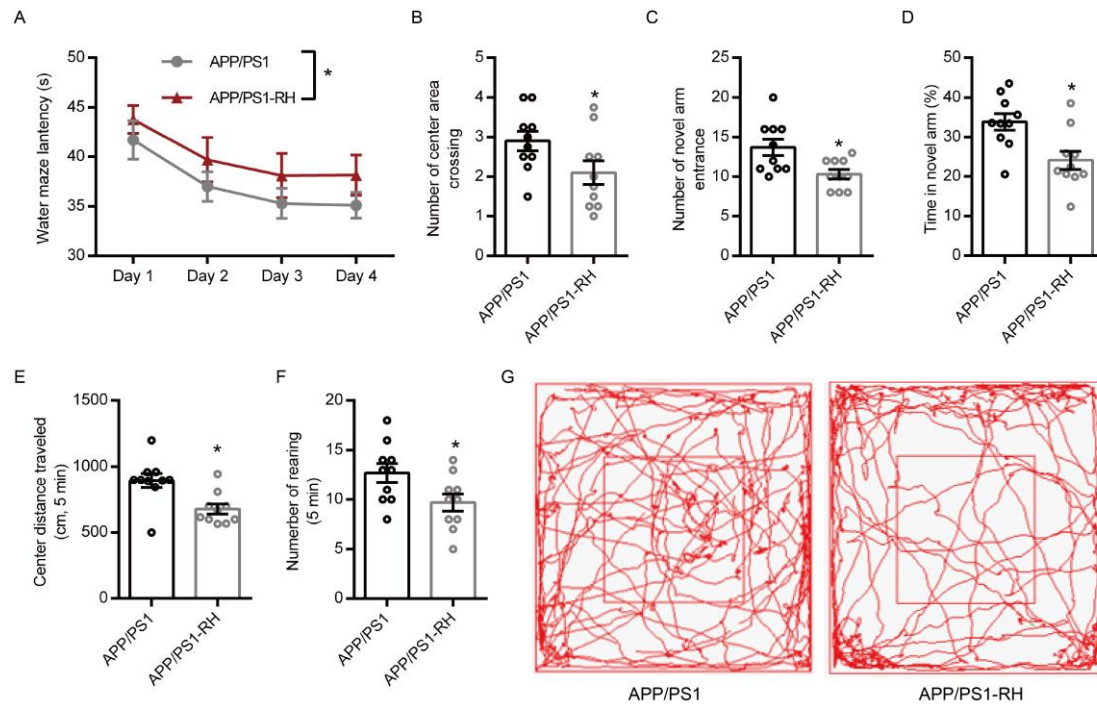 A
Water maze lantency (s)
50
45
40
35
30
APP/PS1
APP/PS1-RH
*
Day 1
Day 2
Day 3
Day 4
B
Number of center area
crossing
5
4
3
2
1
0
*
APP/PS1
APP/PS1-RH
C
Number of novel arm
entrance
25
20
15
10
5
0
*
APP/PS1
APP/PS1-RH
D
Time in novel arm (%)
50
40
30
20
10
0
*
APP/PS1
APP/PS1-RH
E
Center distance traveled
(cm, 5 min)
1500
1000
500
0
*
APP/PS1
APP/PS1-RH
F
Numerber of rearing
(5 min)
20
15
10
5
0
*
APP/PS1
APP/PS1-RH
G
APP/PS1
APP/PS1-RH